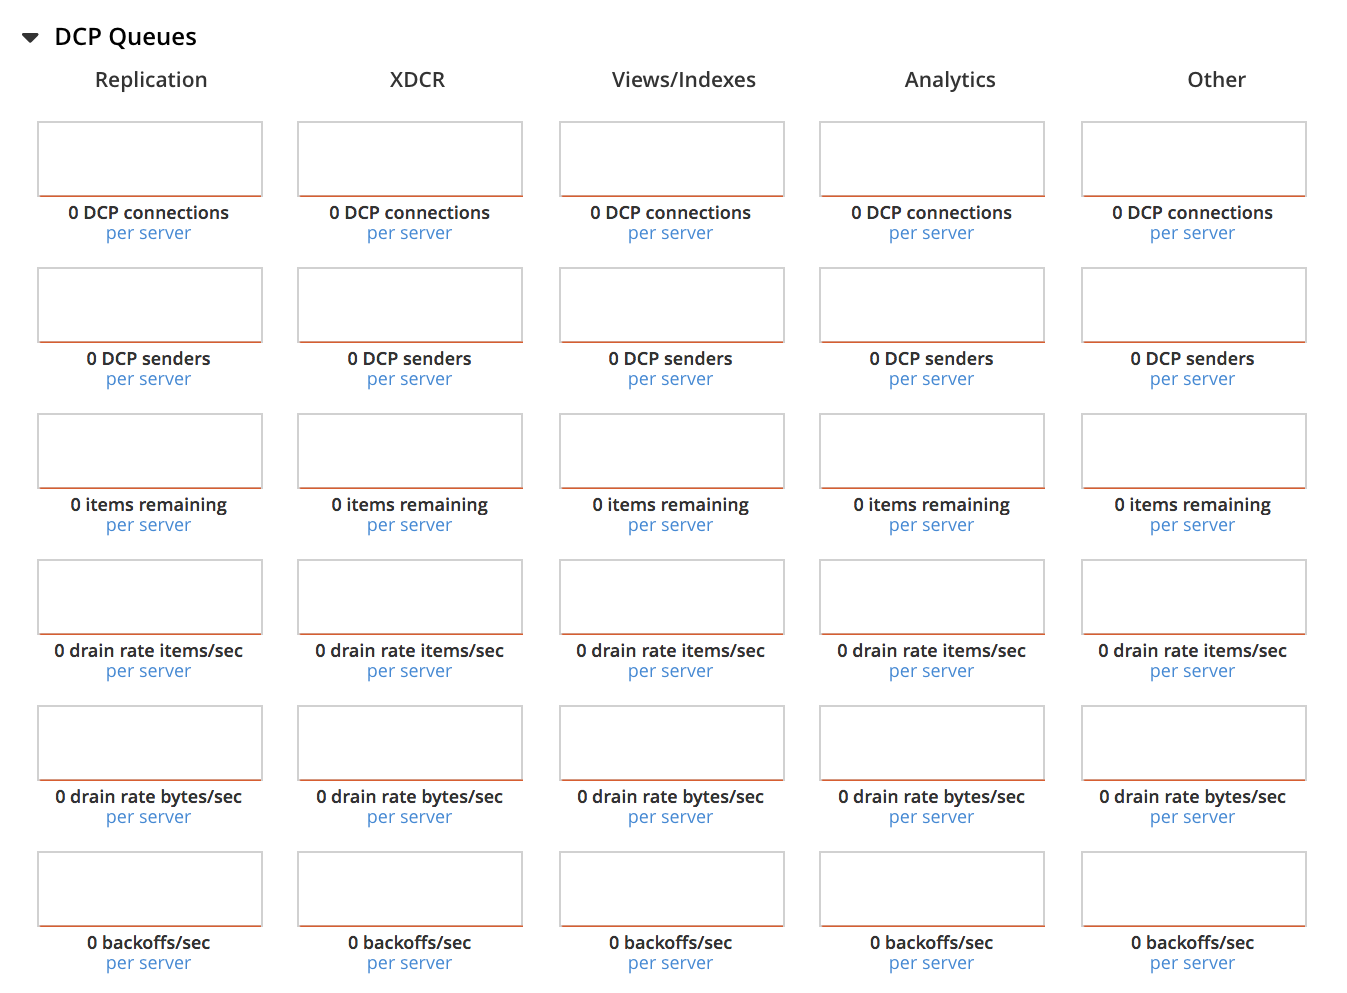 DCP Queues
Replication XDCR Views/Indexes Analytics Other
0 DCP connections 0 DCP connections 0 DCP connections 0 DCP connections 0 DCP connections
per server per server per server per server per server
0 DCP senders 0 DCP senders 0 DCP senders 0 DCP senders 0 DCP senders
per server per server per server per server per server
0 items remaining 0 items remaining 0 items remaining 0 items remaining 0 items remaining
per server per server per server per server per server
0 drain rate items/sec 0 drain rate items/sec 0 drain rate items/sec 0 drain rate items/sec 0 drain rate items/sec
per server per server per server per server per server
0 drain rate bytes/sec 0 drain rate bytes/sec 0 drain rate bytes/sec 0 drain rate bytes/sec 0 drain rate bytes/sec
per server per server per server per server per server
0 backoffs/sec 0 backoffs/sec 0 backoffs/sec 0 backoffs/sec 0 backoffs/sec
per server per server per server per server per server